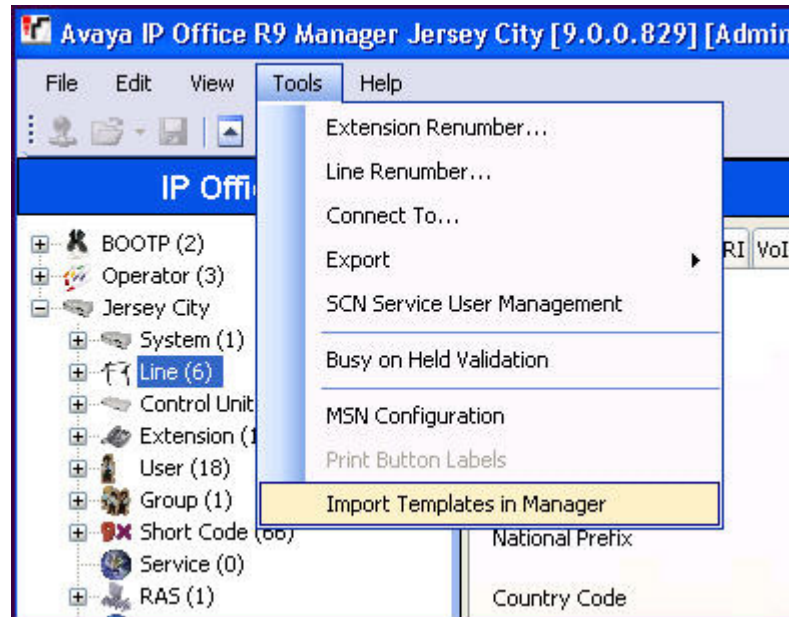 Avaya IP Office R9 Manager Jersey City [9.0.0.829] [Admin
File Edit View Tools Help
IP Offi
Extension Renumber...
Line Renumber...
Connect To...
Export
SCN Service User Management
Busy on Held Validation
MSN Configuration
Print Button Labels
Import Templates in Manager
BOOTP (2)
Operator (3)
Jersey City
System (1)
Line (6)
Control Unit
Extension (1
User (18)
Group (1)
Short Code (66)
Service (0)
RAS (1)
RI VoI
National Prefix
Country Code